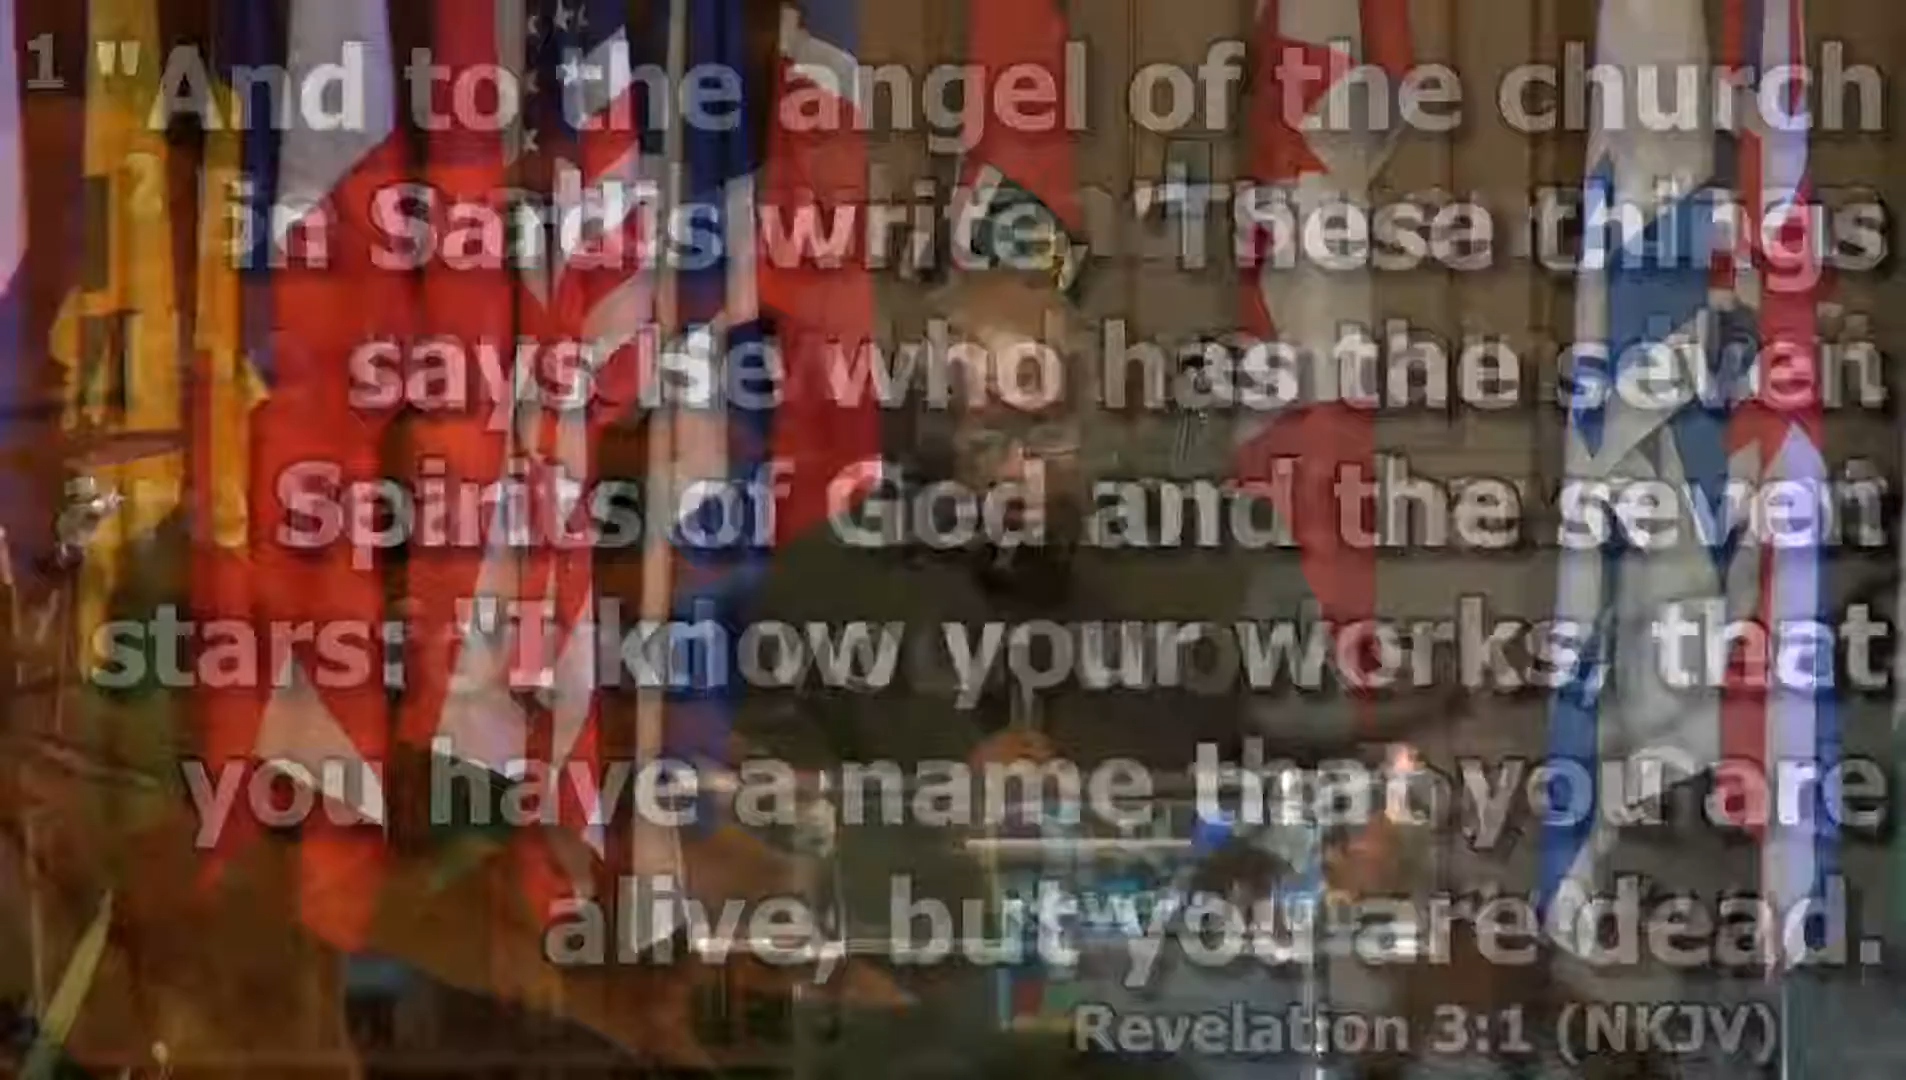 1 "And to the angel of the church
in Sardis write, 'These things
says He who has the seven
Spirits of God and the seven
stars: "I know your works, that
you have a name that you are
alive, but you are dead.
Revelation 3:1 (NKJV)